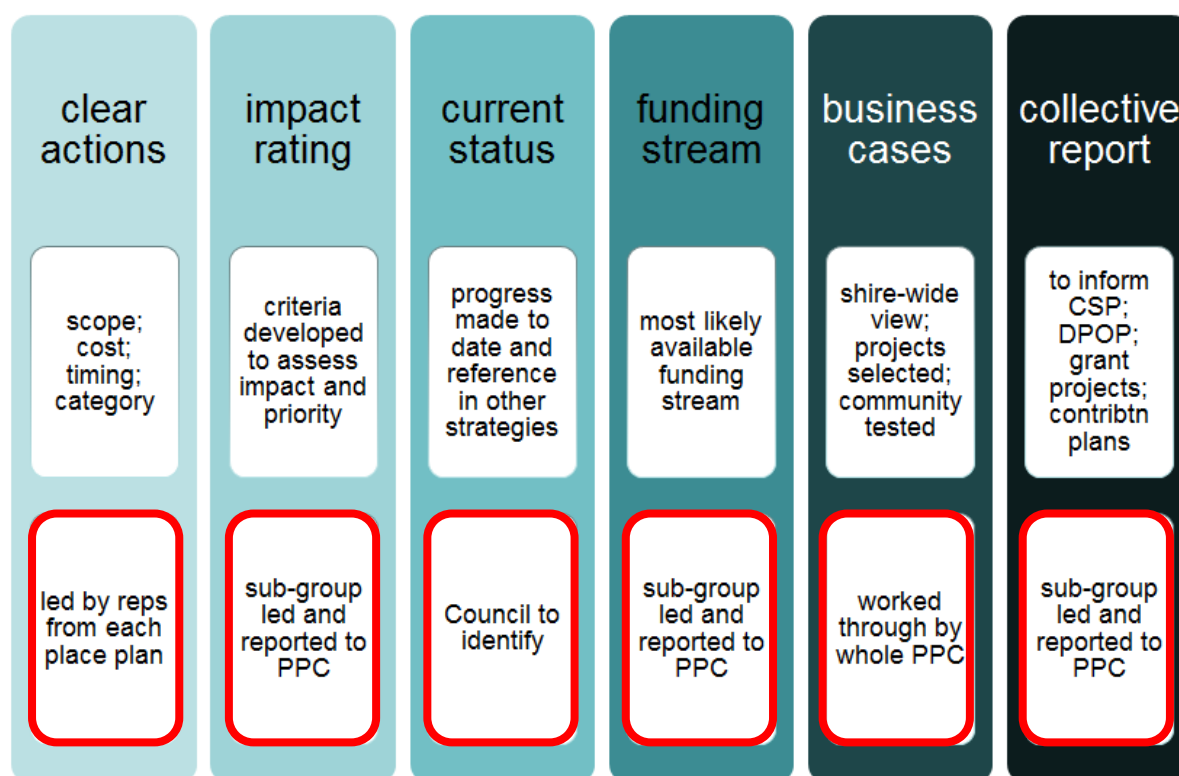 clear
actions
impact
rating
current
status
funding
stream
business
cases
collective
report
scope;
cost;
timing;
category
criteria
developed
to assess
impact and
priority
progress
made to
date and
reference
in other
strategies
most likely
available
funding
stream
shire-wide
view;
projects
selected;
community
tested
to inform
CSP;
DPOP;
grant
projects;
contribtn
plans
led by reps
from each
place plan
sub-group
led and
reported to
PPC
Council to
identify
sub-group
led and
reported to
PPC
worked
through by
whole PPC
sub-group
led and
reported to
PPC